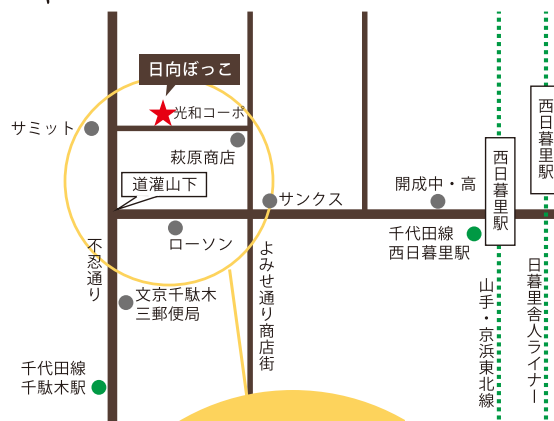 日向ぼっこ
光和コーポ
サミット
萩原商店
道灌山下
サンクス
開成中・高
西日暮里駅
西日暮里駅
ローソン
千代田線
西日暮里駅
不忍通り
よみせ通り商店街
文京千駄木
三郵便局
山手・京浜東北線
日暮里舎人ライナー
千代田線
千駄木駅